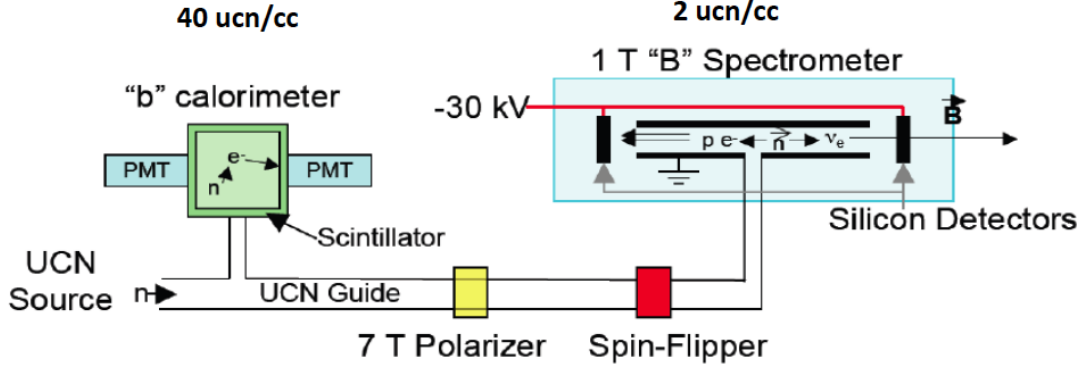 40 ucn/cc
2 ucn/cc
1 T “B” Spectrometer
“b” calorimeter
-30 kV
B
PMT
e-
n
PMT
p e- n νe
Scintillator
Silicon Detectors
UCN
Source
n
UCN Guide
7 T Polarizer
Spin-Flipper